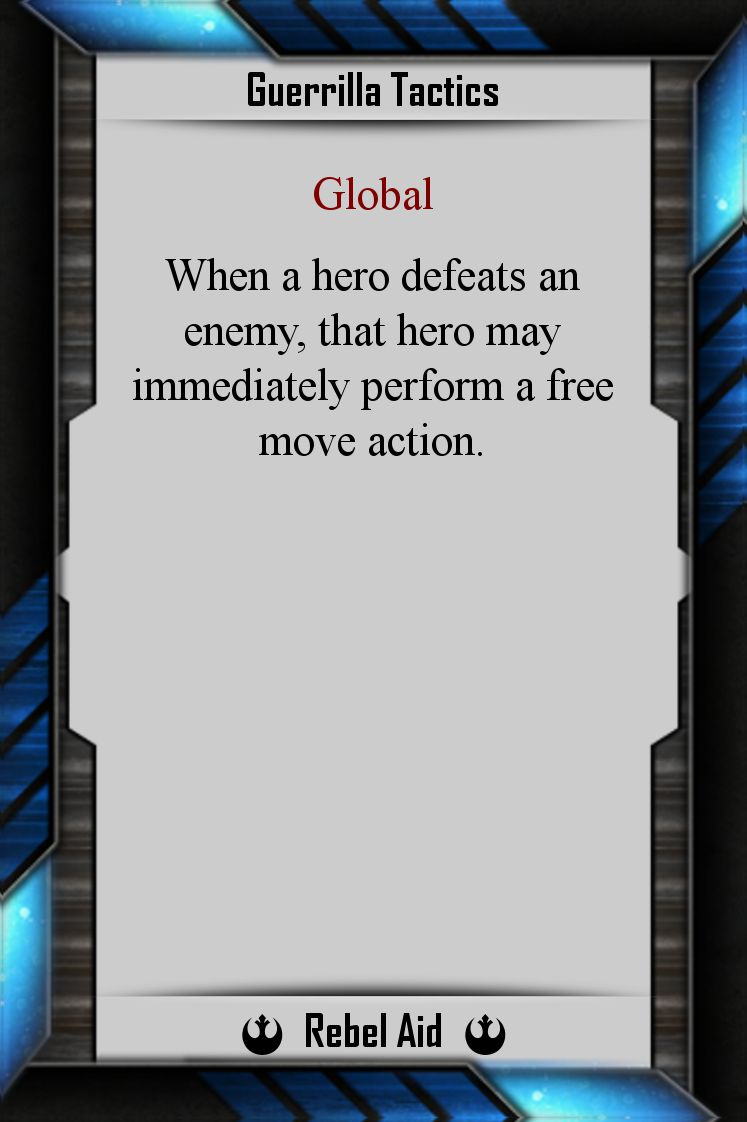 Guerrilla Tactics
Global
When a hero defeats an
enemy, that hero may
immediately perform a free
move action.
Rebel Aid